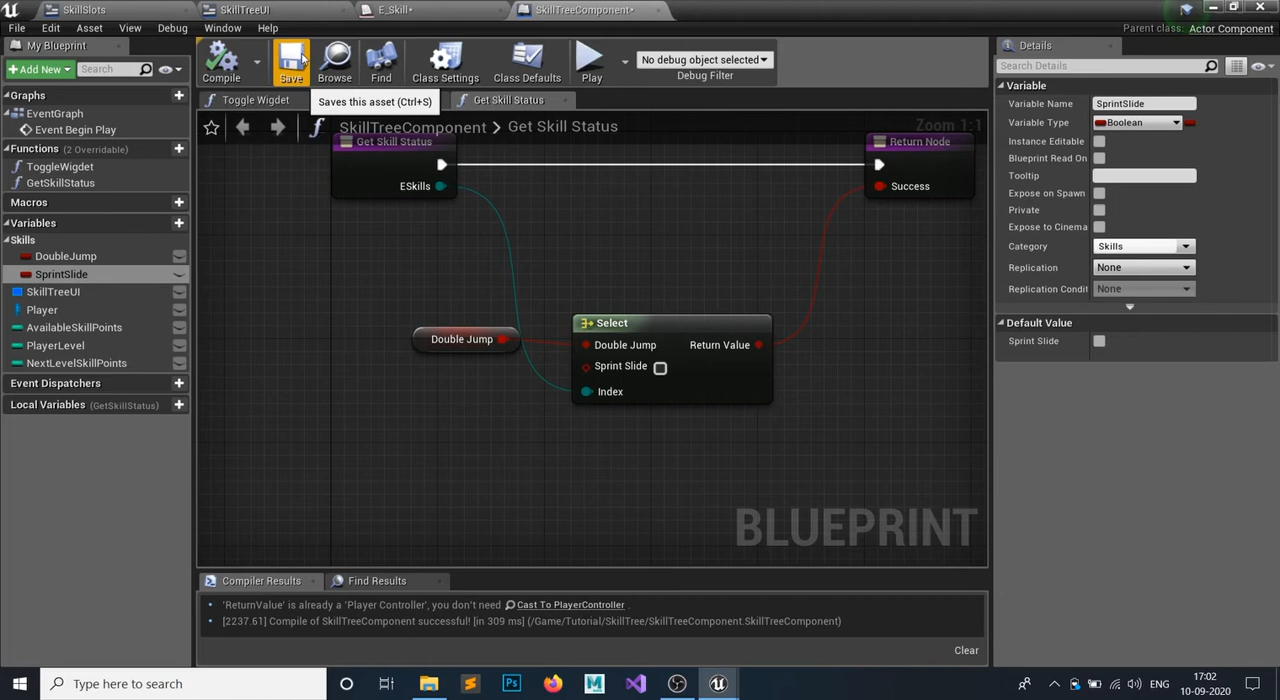 SkillSlots
SkillTreeUI
E_Skill*
SkillTreeComponent*
File
Edit
Asset
View
Debug
Window
Help
Parent class: Actor Component
My Blueprint
+Add New
Search
Compile
Save
Browse
Find
Class Settings
Class Defaults
Play
No debug object selected
Debug Filter
Details
Search Details
Toggle Wigdet
Saves this asset (Ctrl+S)
Get Skill Status
SkillTreeComponent > Get Skill Status
Zoom 1:1
Graphs
EventGraph
Event Begin Play
Functions (2 Overridable)
ToggleWigdet
GetSkillStatus
Macros
Variables
Skills
DoubleJump
SprintSlide
SkillTreeUI
Player
AvailableSkillPoints
PlayerLevel
NextLevelSkillPoints
Event Dispatchers
Local Variables (GetSkillStatus)
Get Skill Status
ESkills
Return Node
Success
Double Jump
Select
Double Jump
Return Value
Sprint Slide
Index
BLUEPRINT
Variable
Variable Name
SprintSlide
Variable Type
Boolean
Instance Editable
Blueprint Read On
Tooltip
Expose on Spawn
Private
Expose to Cinema
Category
Skills
Replication
None
Replication Condit
None
Default Value
Sprint Slide
Compiler Results
Find Results
• 'ReturnValue' is already a 'Player Controller', you don't need Cast To PlayerController .
• [2237.61] Compile of SkillTreeComponent successful! [in 309 ms] (/Game/Tutorial/SkillTree/SkillTreeComponent.SkillTreeComponent)
Clear
Type here to search
ENG
17:02
10-09-2020